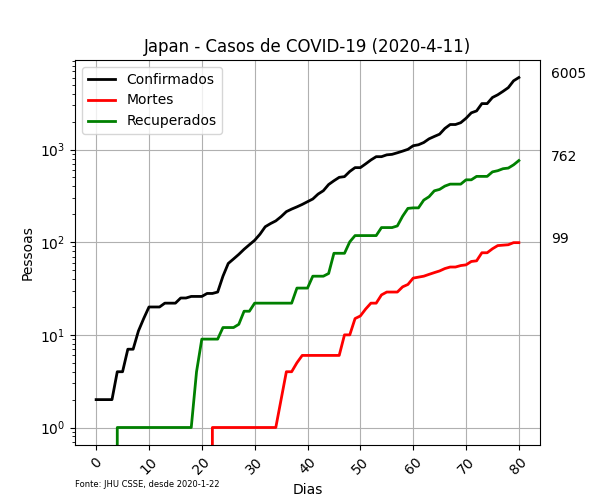 Japan - Casos de COVID-19 (2020-4-11)
Confirmados
Mortes
Recuperados
6005
762
99
10³
10²
10¹
10⁰
Pessoas
0 10 20 30 40 50 60 70 80
Dias
Fonte: JHU CSSE, desde 2020-1-22